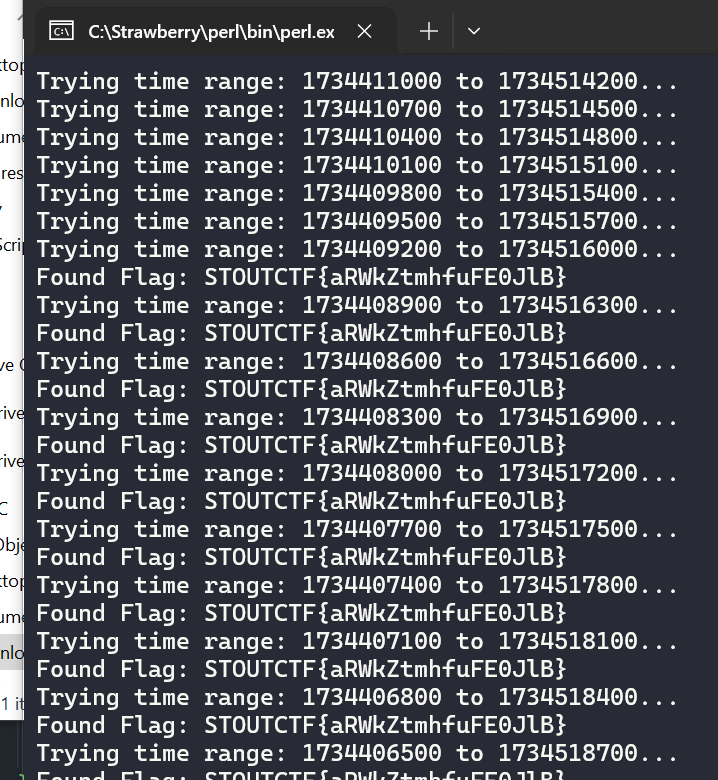 C:\Strawberry\perl\bin\perl.ex
Trying time range: 1734411000 to 1734514200...
Trying time range: 1734410700 to 1734514500...
Trying time range: 1734410400 to 1734514800...
Trying time range: 1734410100 to 1734515100...
Trying time range: 1734409800 to 1734515400...
Trying time range: 1734409500 to 1734515700...
Trying time range: 1734409200 to 1734516000...
Found Flag: STOUTCTF{aRWkZtmhfuFE0JlB}
Trying time range: 1734408900 to 1734516300...
Found Flag: STOUTCTF{aRWkZtmhfuFE0JlB}
Trying time range: 1734408600 to 1734516600...
Found Flag: STOUTCTF{aRWkZtmhfuFE0JlB}
Trying time range: 1734408300 to 1734516900...
Found Flag: STOUTCTF{aRWkZtmhfuFE0JlB}
Trying time range: 1734408000 to 1734517200...
Found Flag: STOUTCTF{aRWkZtmhfuFE0JlB}
Trying time range: 1734407700 to 1734517500...
Found Flag: STOUTCTF{aRWkZtmhfuFE0JlB}
Trying time range: 1734407400 to 1734517800...
Found Flag: STOUTCTF{aRWkZtmhfuFE0JlB}
Trying time range: 1734407100 to 1734518100...
Found Flag: STOUTCTF{aRWkZtmhfuFE0JlB}
Trying time range: 1734406800 to 1734518400...
Found Flag: STOUTCTF{aRWkZtmhfuFE0JlB}
Trying time range: 1734406500 to 1734518700...
Found Flag: STOUTCTF{aRWkZtmhfuFE0JlB}